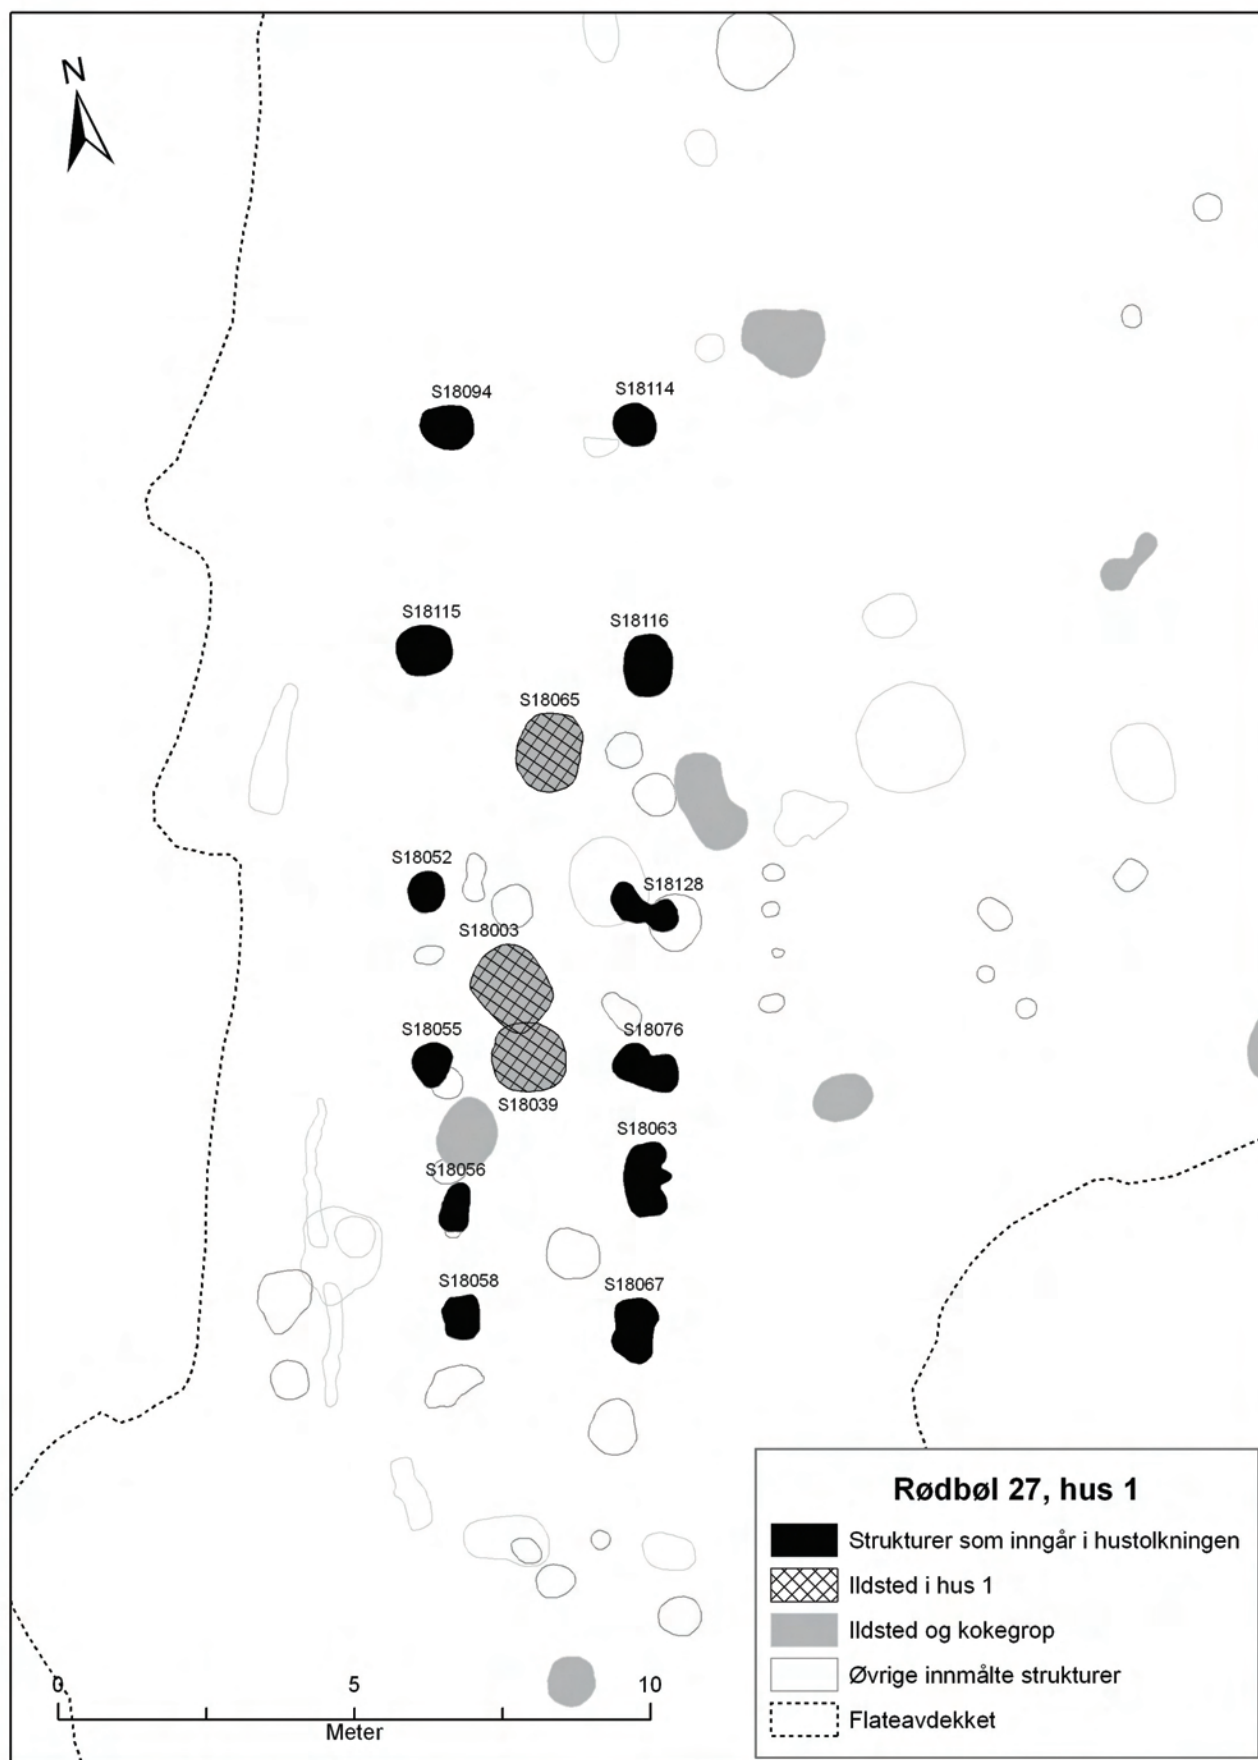 N
S18094
S18114
S18115
S18116
S18065
S18052
S18128
S18003
S18055
S18076
S18039
S18063
S18056
S18058
S18067
Rødbøl 27, hus 1
Strukturer som inngår i hustolkningen
Ildsted i hus 1
Ildsted og kokegrop
Øvrige innmålte strukturer
Flateavdekket
0 5 10
Meter